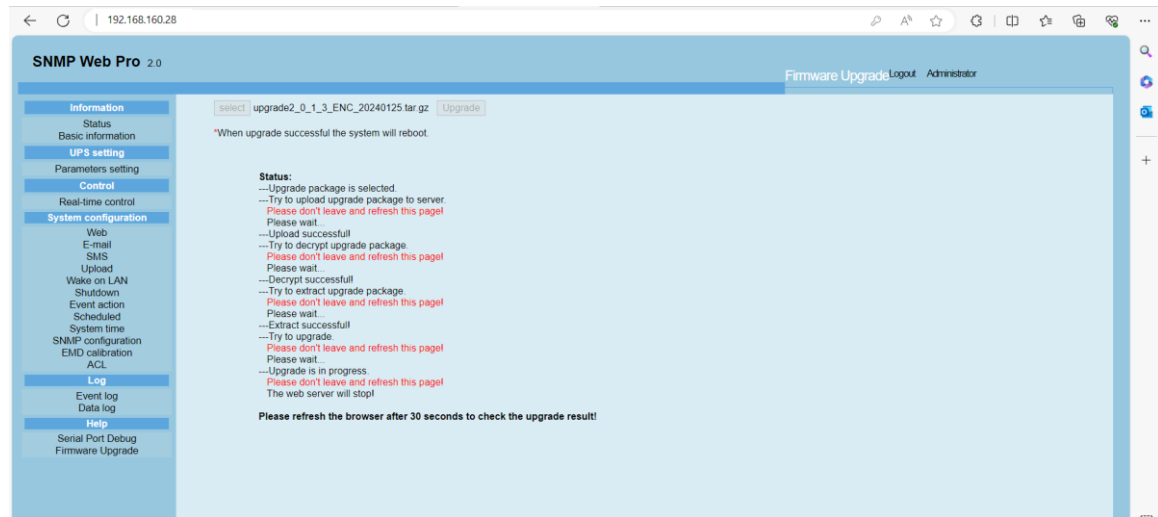 192.168.160.28
SNMP Web Pro 2.0
Firmware Upgrade Logout Administrator
Information
Status
Basic information
UPS setting
Parameters setting
Control
Real-time control
System configuration
Web
E-mail
SMS
Upload
Wake on LAN
Shutdown
Event action
Scheduled
System time
SNMP configuration
EMD calibration
ACL
Log
Event log
Data log
Help
Serial Port Debug
Firmware Upgrade
select upgrade2_0_1_3_ENC_20240125.tar.gz Upgrade
*When upgrade successful the system will reboot.
Status:
---Upgrade package is selected.
---Try to upload upgrade package to server.
Please don't leave and refresh this page!
Please wait...
---Upload successful!
---Try to decrypt upgrade package.
Please don't leave and refresh this page!
Please wait...
---Decrypt successful!
---Try to extract upgrade package.
Please don't leave and refresh this page!
Please wait...
---Extract successful!
---Try to upgrade.
Please don't leave and refresh this page!
Please wait...
---Upgrade is in progress.
Please don't leave and refresh this page!
The web server will stop!
Please refresh the browser after 30 seconds to check the upgrade result!